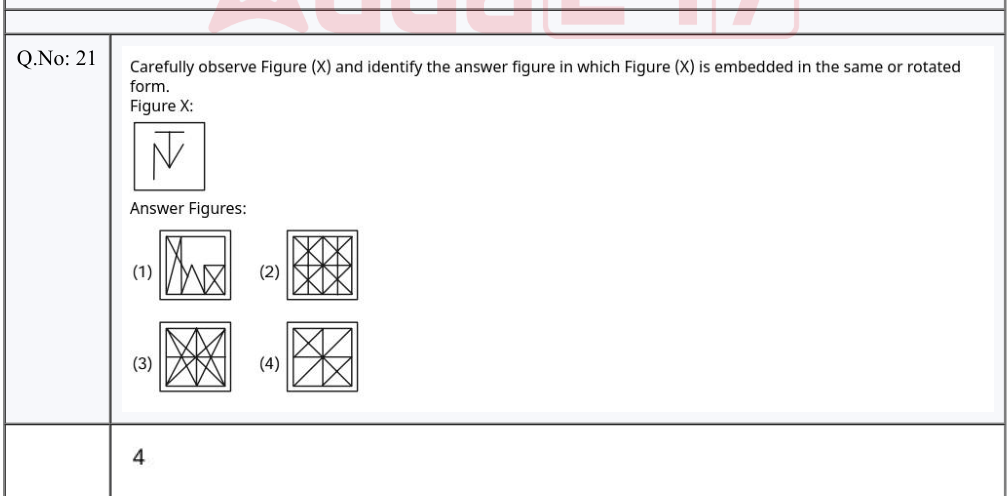 Q.No: 21
Carefully observe Figure (X) and identify the answer figure in which Figure (X) is embedded in the same or rotated
form.
Figure X:
Answer Figures:
(1) (2)
(3) (4)
4